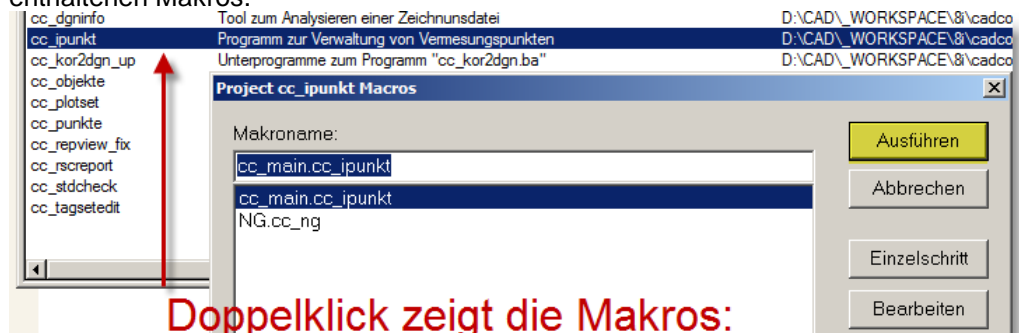 enthaltenen Makros.
cc_dgninfo Tool zum Analysieren einer Zeichnunsdatei D:\CAD\_WORKSPACE\8i\cadco
cc_ipunkt Programm zur Verwaltung von Vermesungspunkten D:\CAD\_WORKSPACE\8i\cadco
cc_kor2dgn_up Unterprogramme zum Programm "cc_kor2dgn.ba" D:\CAD\_WORKSPACE\8i\cadco
cc_objekte
cc_plotset
cc_punkte
cc_repview_fix
cc_rscreport
cc_stdcheck
cc_tagsetedit
Project cc_ipunkt Macros
Makroname:
cc_main.cc_ipunkt
cc_main.cc_ipunkt
NG.cc_ng
Ausführen
Abbrechen
Einzelschritt
Bearbeiten
Doppelklick zeigt die Makros: